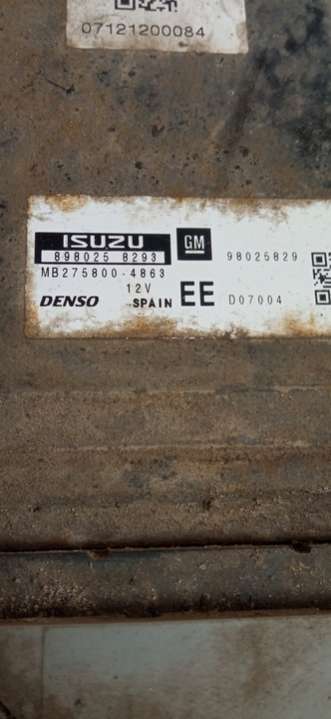 07121200084
ISUZU
898025 8293
GM
98025829
MB275800-4863
12V
DENSO
SPAIN
EE
D07004